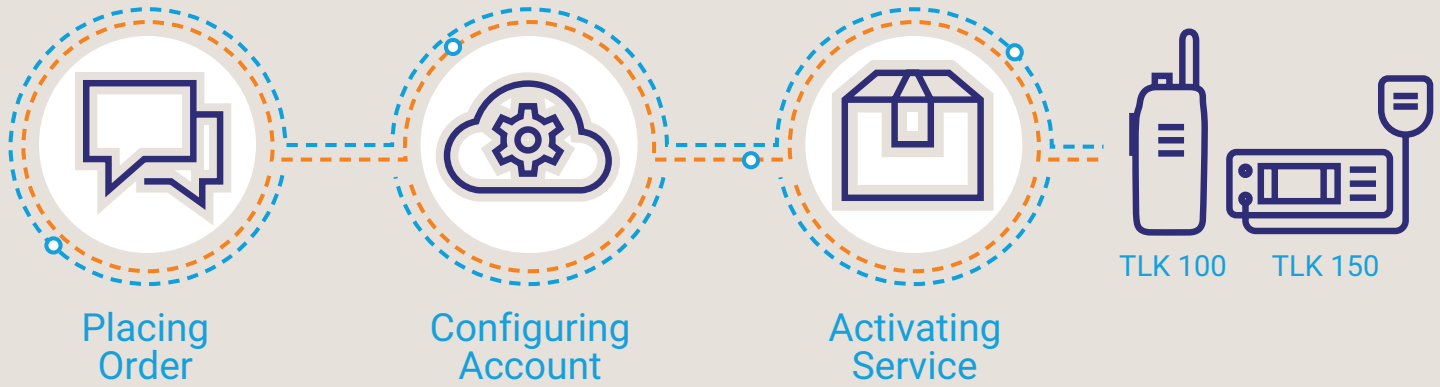 TLK 100
TLK 150
Placing
Order
Configuring
Account
Activating
Service